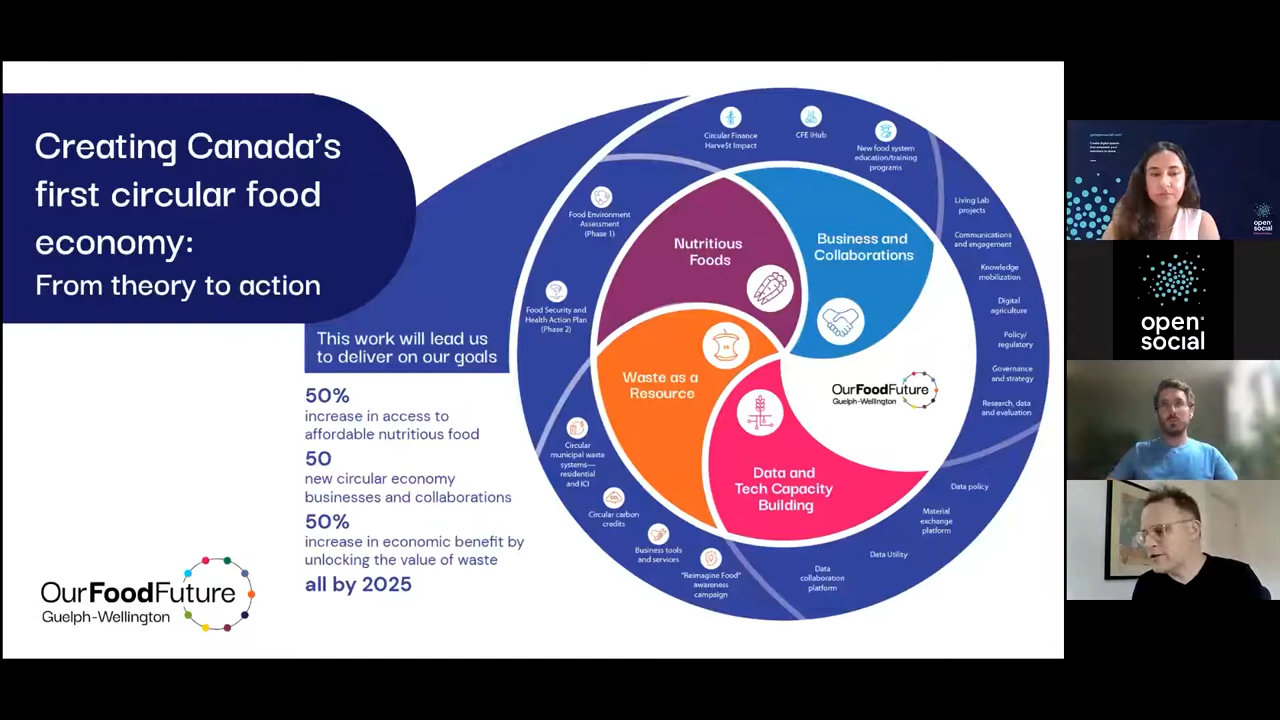 Creating Canada's
first circular food
economy:
From theory to action
This work will lead us
to deliver on our goals
50%
increase in access to
affordable nutritious food
50
new circular economy
businesses and collaborations
50%
increase in economic benefit by
unlocking the value of waste
all by 2025
OurFoodFuture
Guelph-Wellington
Circular Finance
Harve$t Impact
CFE iHub
New food system
education/training
programs
Food Environment
Assessment
(Phase 1)
Food Security and
Health Action Plan
(Phase 2)
Nutritious
Foods
Business and
Collaborations
Waste as a
Resource
Data and
Tech Capacity
Building
OurFoodFuture
Guelph-Wellington
Living Lab
projects
Communications
and engagement
Knowledge
mobilization
Digital
agriculture
Policy/
regulatory
Governance
and strategy
Research, data
and evaluation
Circular
municipal waste
systems—
residential
and ICI
Circular carbon
credits
Business tools
and services
"Reimagine Food"
awareness
campaign
Data policy
Material
exchange
platform
Data Utility
Data
collaboration
platform
open
social
open
social